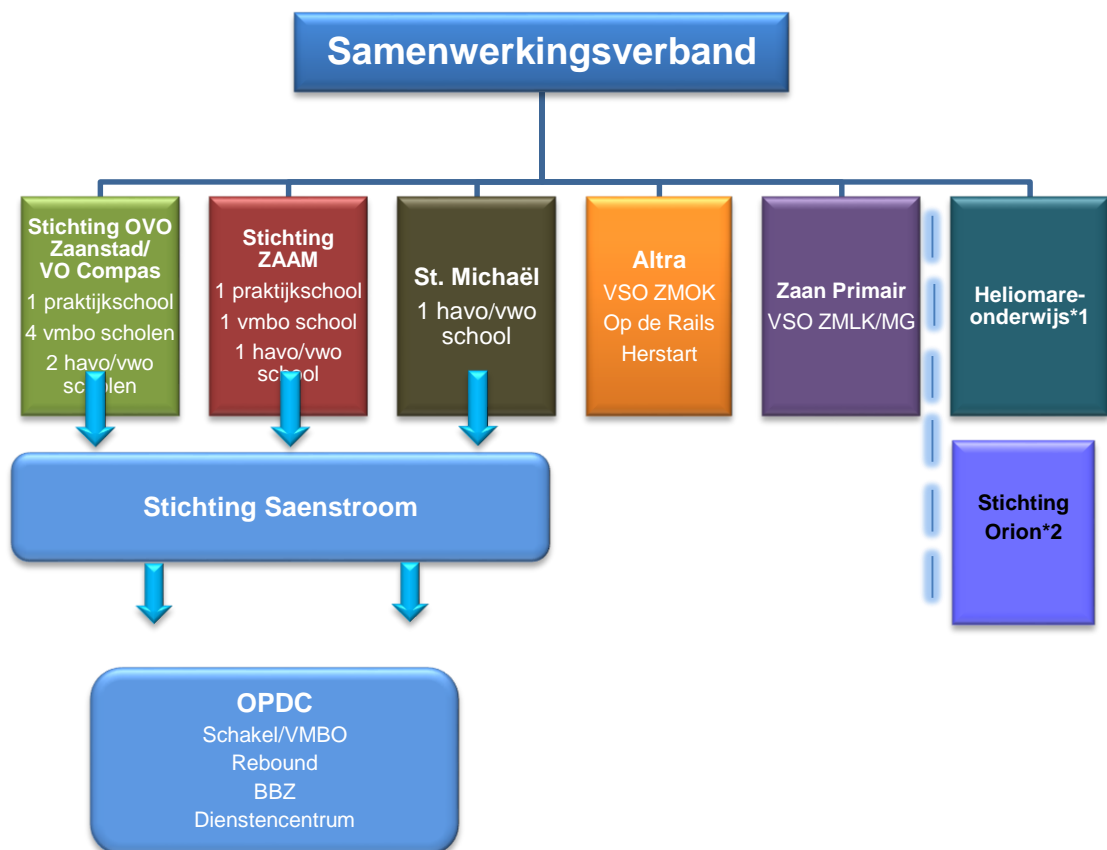 Samenwerkingsverband
Stichting OVO
Zaanstad/
VO Compas
1 praktijkschool
4 vmbo scholen
2 havo/vwo
scholen
Stichting
ZAAM
1 praktijkschool
1 vmbo school
1 havo/vwo
school
St. Michaël
1 havo/vwo
school
Altra
VSO ZMOK
Op de Rails
Herstart
Zaan Primair
VSO ZMLK/MG
Heliomare-
onderwijs*1
Stichting
Orion*2
Stichting Saenstroom
OPDC
Schakel/VMBO
Rebound
BBZ
Dienstencentrum